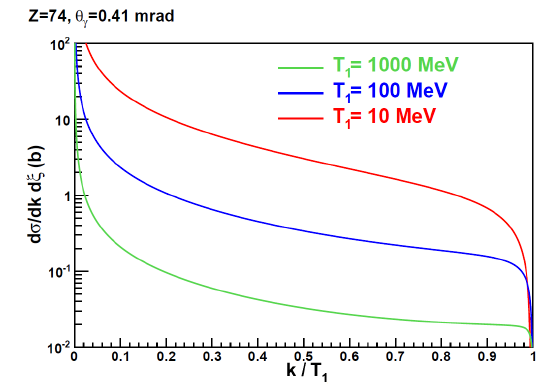 Z=74, θγ=0.41 mrad
10²
10
1
10⁻¹
10⁻²
dσ/dk dξ (b)
T₁= 1000 MeV
T₁= 100 MeV
T₁= 10 MeV
0 0.1 0.2 0.3 0.4 0.5 0.6 0.7 0.8 0.9 1
k / T₁